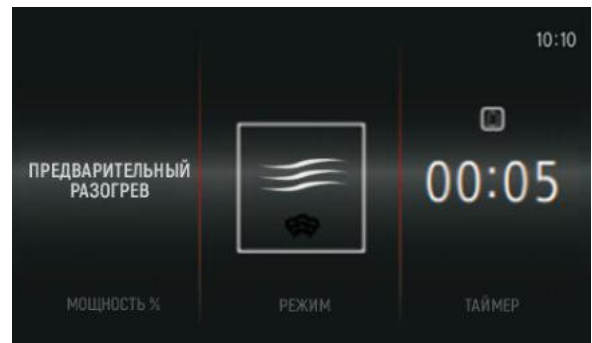 10:10
ПРЕДВАРИТЕЛЬНЫЙ
РАЗОГРЕВ
00:05
МОЩНОСТЬ %
РЕЖИМ
ТАЙМЕР